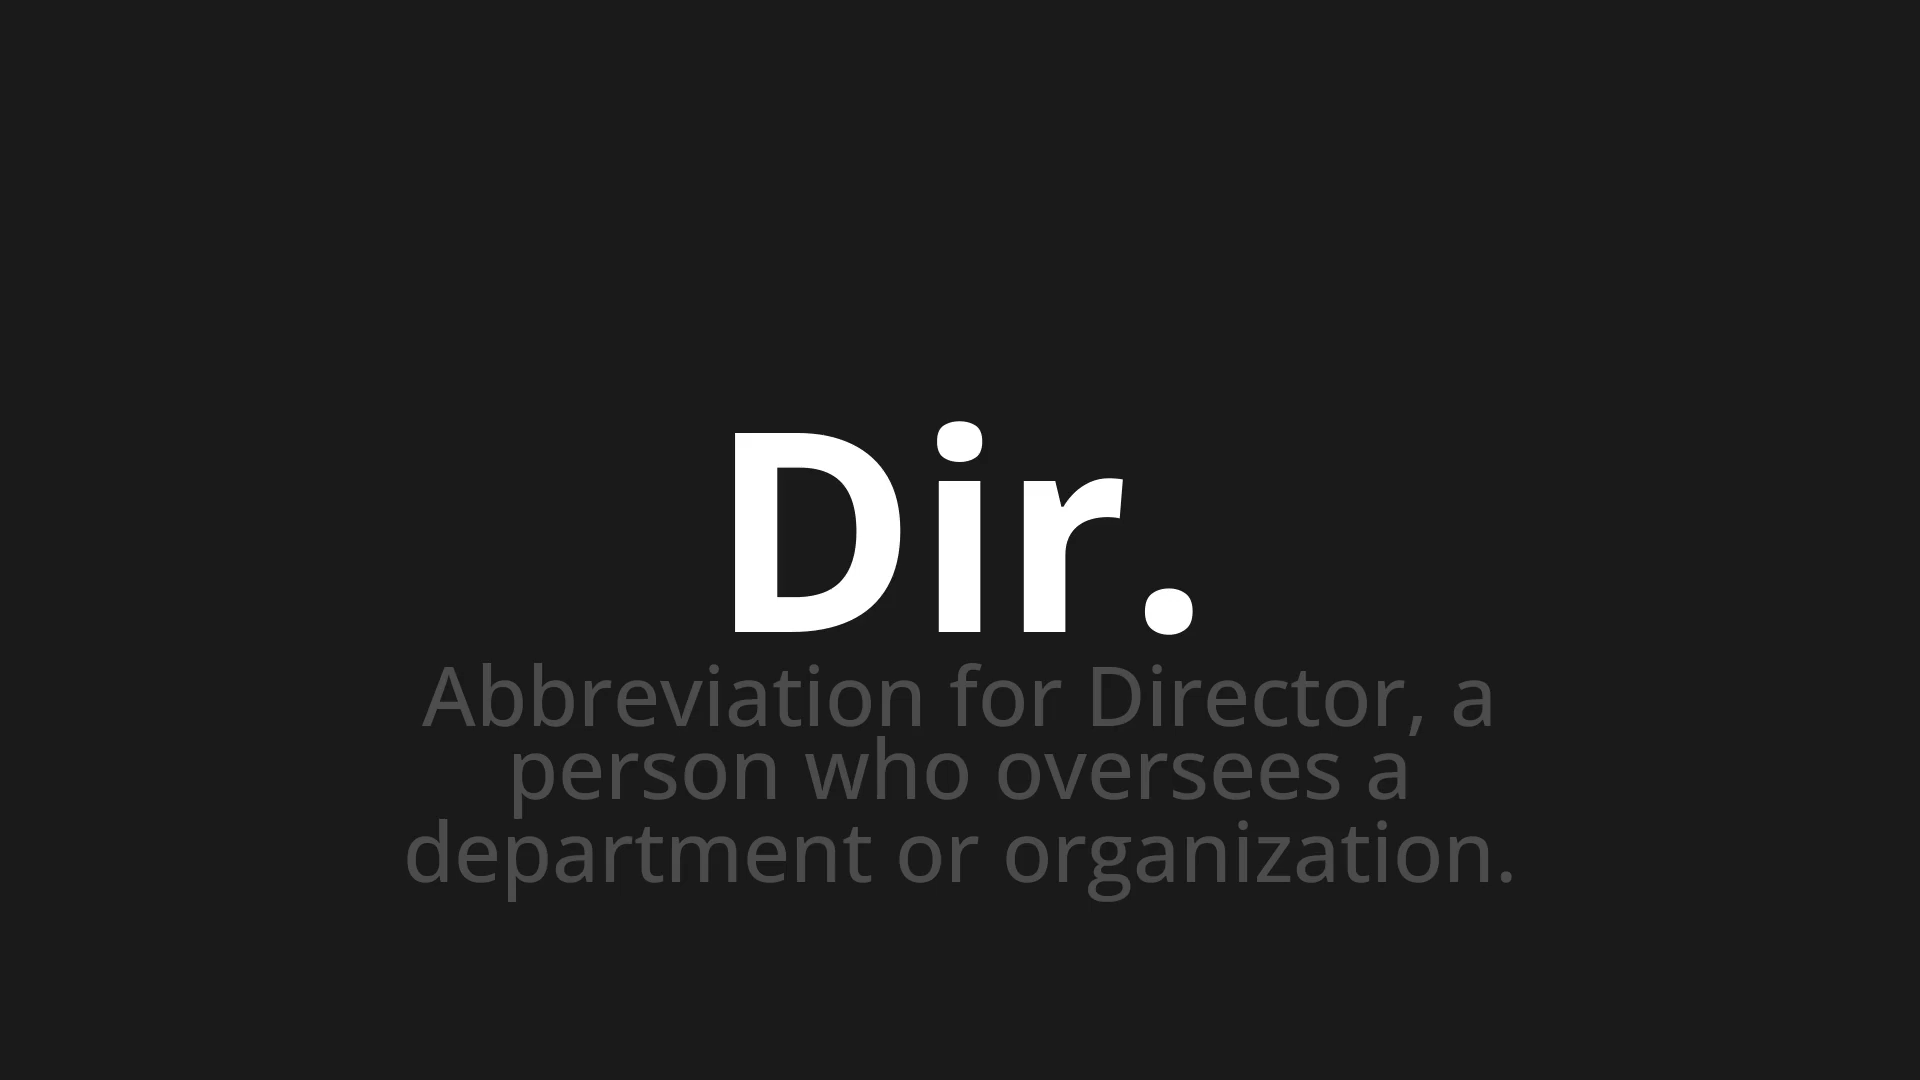 Dir.
Abbreviation for Director, a
person who oversees a
department or organization.